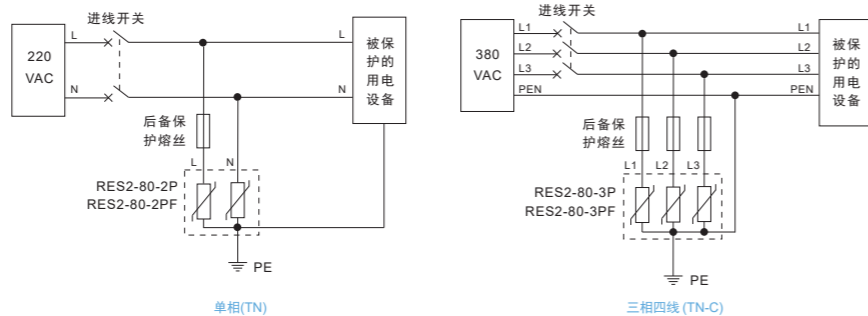 进线开关
220
VAC
L
L
N
N
被保
护的
用电
设备
后备保
护熔丝
L
N
RES2-80-2P
RES2-80-2PF
PE
单相(TN)
进线开关
380
VAC
L1
L1
L2
L2
L3
L3
PEN
PEN
被保
护的
用电
设备
后备保
护熔丝
L1
L2
L3
RES2-80-3P
RES2-80-3PF
PE
三相四线 (TN-C)